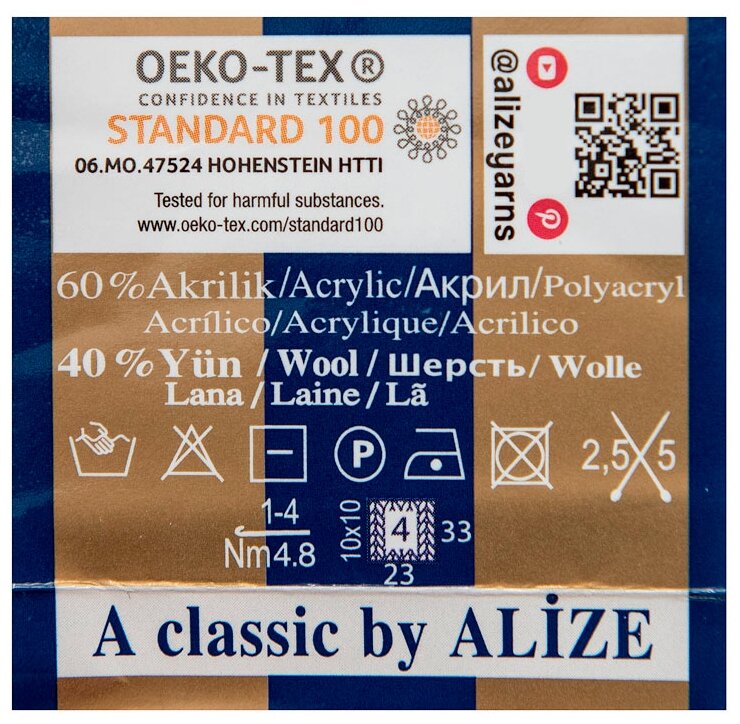 OEKO-TEX®
CONFIDENCE IN TEXTILES
STANDARD 100
06.MO.47524 HOHENSTEIN HTTI
Tested for harmful substances.
www.oeko-tex.com/standard100
@alizeyarns
60%Akrilik/Acrylic/Акрил/Polyacryl
Acrílico/Acrylique/Acrilico
40%Yün/Wool/Шерсть/Wolle
Lana/Laine/Lã
P
2,5 5
1-4
Nm4.8
10x10
4
33
23
A classic by ALİZE